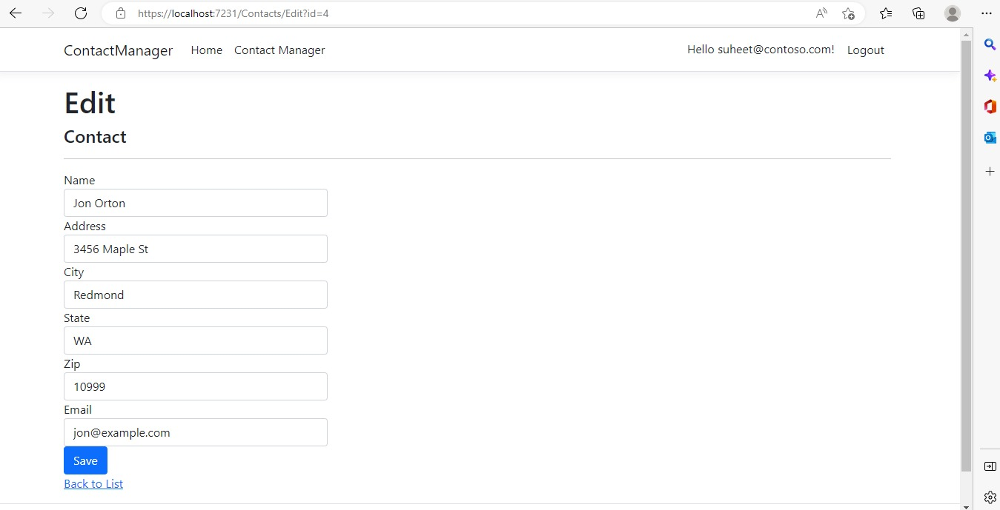 https://localhost:7231/Contacts/Edit?id=4
ContactManager Home Contact Manager Hello suheet@contoso.com! Logout
Edit
Contact
Name
Jon Orton
Address
3456 Maple St
City
Redmond
State
WA
Zip
10999
Email
jon@example.com
Save
Back to List